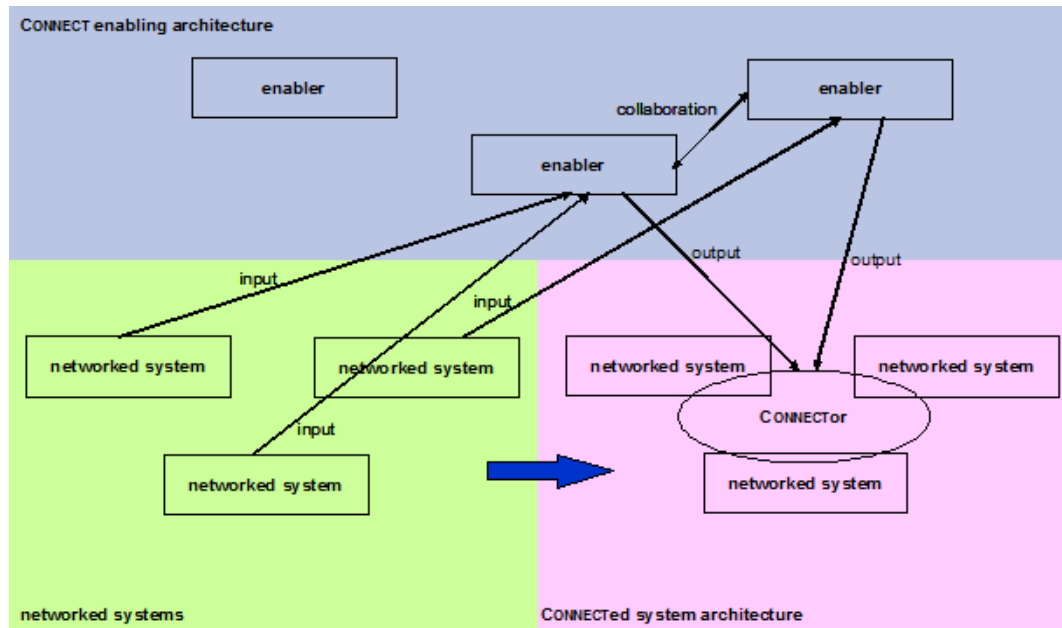 CONNECT enabling architecture
enabler
enabler
collaboration
enabler
input
input
output
output
networked system
networked system
networked system
networked system
CONNECTor
input
networked system
networked system
networked systems
CONNECTed system architecture